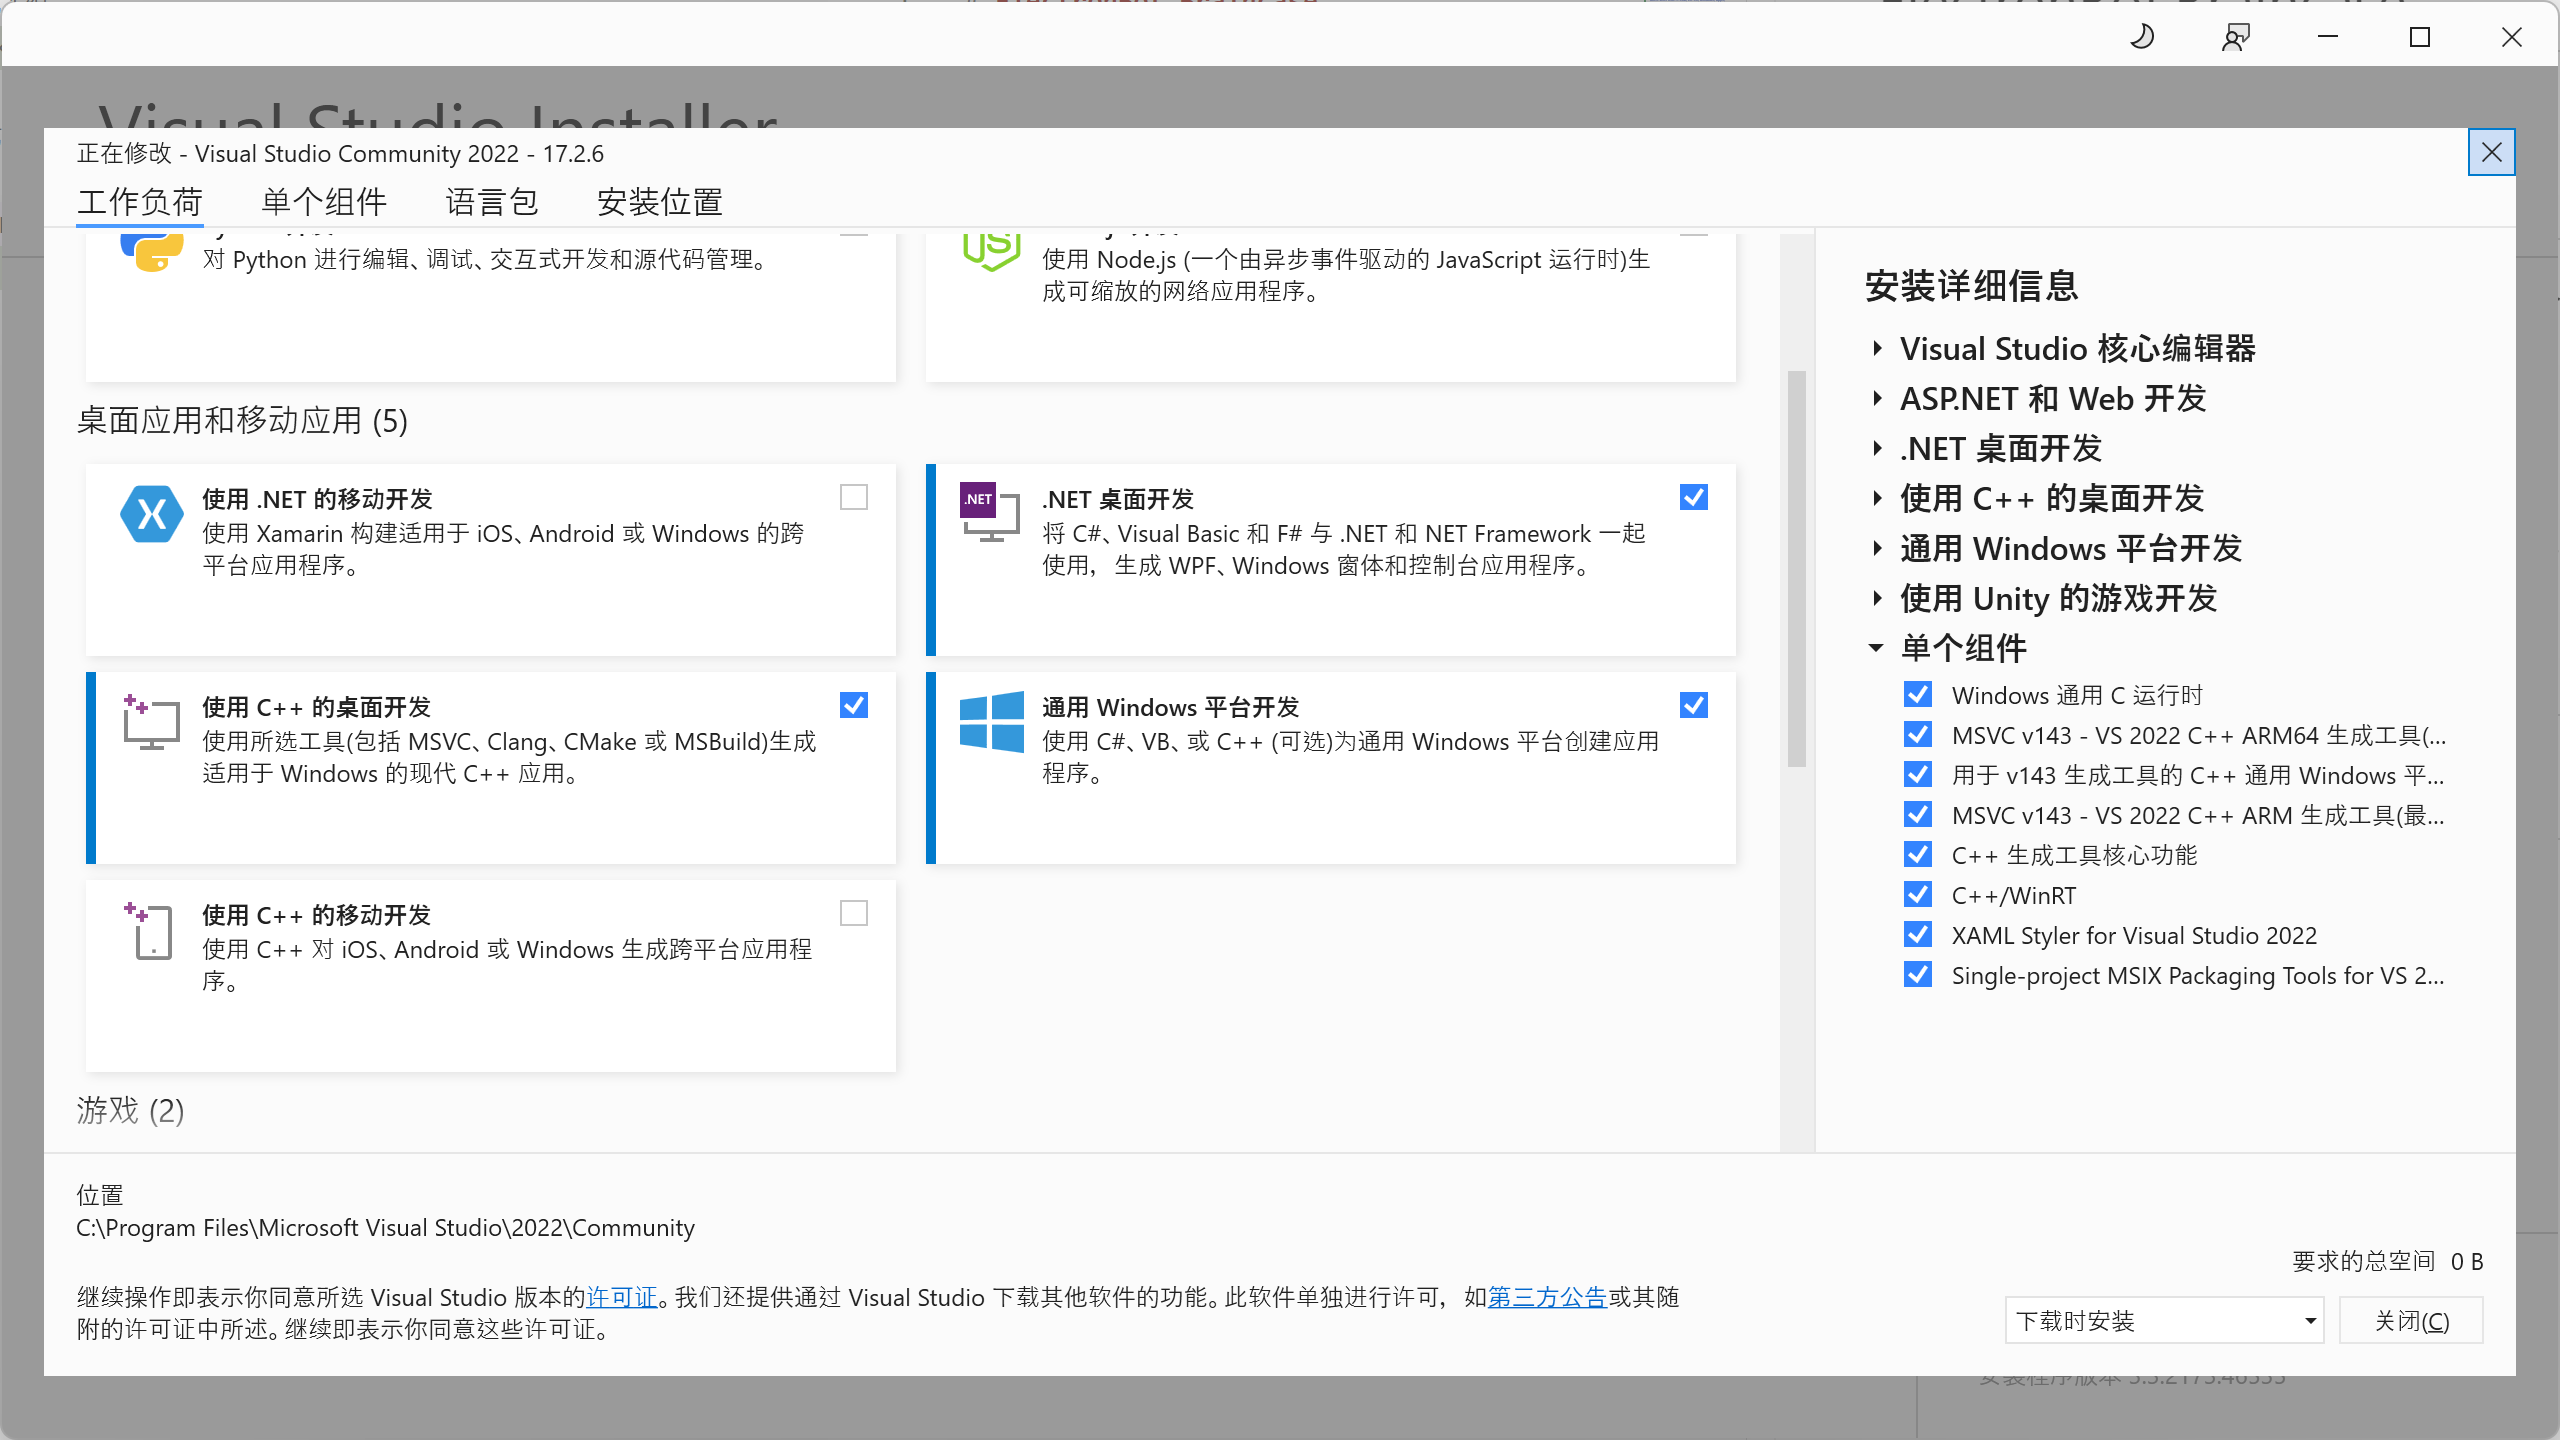 Visual Studio Installer
正在修改 - Visual Studio Community 2022 - 17.2.6
工作负荷 单个组件 语言包 安装位置
对 Python 进行编辑、调试、交互式开发和源代码管理。
使用 Node.js (一个由异步事件驱动的 JavaScript 运行时)生
成可缩放的网络应用程序。
桌面应用和移动应用 (5)
使用 .NET 的移动开发
使用 Xamarin 构建适用于 iOS、Android 或 Windows 的跨
平台应用程序。
.NET
.NET 桌面开发
将 C#、Visual Basic 和 F# 与 .NET 和 NET Framework 一起
使用，生成 WPF、Windows 窗体和控制台应用程序。
使用 C++ 的桌面开发
使用所选工具(包括 MSVC、Clang、CMake 或 MSBuild)生成
适用于 Windows 的现代 C++ 应用。
通用 Windows 平台开发
使用 C#、VB、或 C++ (可选)为通用 Windows 平台创建应用
程序。
使用 C++ 的移动开发
使用 C++ 对 iOS、Android 或 Windows 生成跨平台应用程
序。
游戏 (2)
安装详细信息
Visual Studio 核心编辑器
ASP.NET 和 Web 开发
.NET 桌面开发
使用 C++ 的桌面开发
通用 Windows 平台开发
使用 Unity 的游戏开发
单个组件
Windows 通用 C 运行时
MSVC v143 - VS 2022 C++ ARM64 生成工具(...
用于 v143 生成工具的 C++ 通用 Windows 平...
MSVC v143 - VS 2022 C++ ARM 生成工具(最...
C++ 生成工具核心功能
C++/WinRT
XAML Styler for Visual Studio 2022
Single-project MSIX Packaging Tools for VS 2...
位置
C:\Program Files\Microsoft Visual Studio\2022\Community
继续操作即表示你同意所选 Visual Studio 版本的许可证。我们还提供通过 Visual Studio 下载其他软件的功能。此软件单独进行许可，如第三方公告或其随
附的许可证中所述。继续即表示你同意这些许可证。
要求的总空间 0 B
下载时安装
关闭(C)